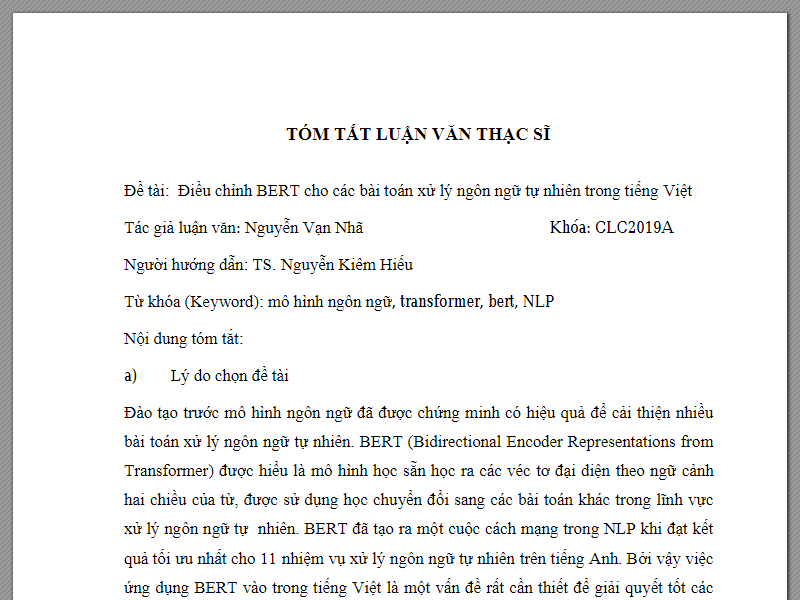 TÓM TẮT LUẬN VĂN THẠC SĨ
Đề tài: Điều chỉnh BERT cho các bài toán xử lý ngôn ngữ tự nhiên trong tiếng Việt
Tác giả luận văn: Nguyễn Vạn Nhã Khóa: CLC2019A
Người hướng dẫn: TS. Nguyễn Kiêm Hiếu
Từ khóa (Keyword): mô hình ngôn ngữ, transformer, bert, NLP
Nội dung tóm tắt:
a) Lý do chọn đề tài
Đào tạo trước mô hình ngôn ngữ đã được chứng minh có hiệu quả để cải thiện nhiều
bài toán xử lý ngôn ngữ tự nhiên. BERT (Bidirectional Encoder Representations from
Transformer) được hiểu là mô hình học sẵn học ra các véc tơ đại diện theo ngữ cảnh
hai chiều của từ, được sử dụng học chuyển đổi sang các bài toán khác trong lĩnh vực
xử lý ngôn ngữ tự nhiên. BERT đã tạo ra một cuộc cách mạng trong NLP khi đạt kết
quả tối ưu nhất cho 11 nhiệm vụ xử lý ngôn ngữ tự nhiên trên tiếng Anh. Bởi vậy việc
ứng dụng BERT vào trong tiếng Việt là một vấn đề rất cần thiết để giải quyết tốt các